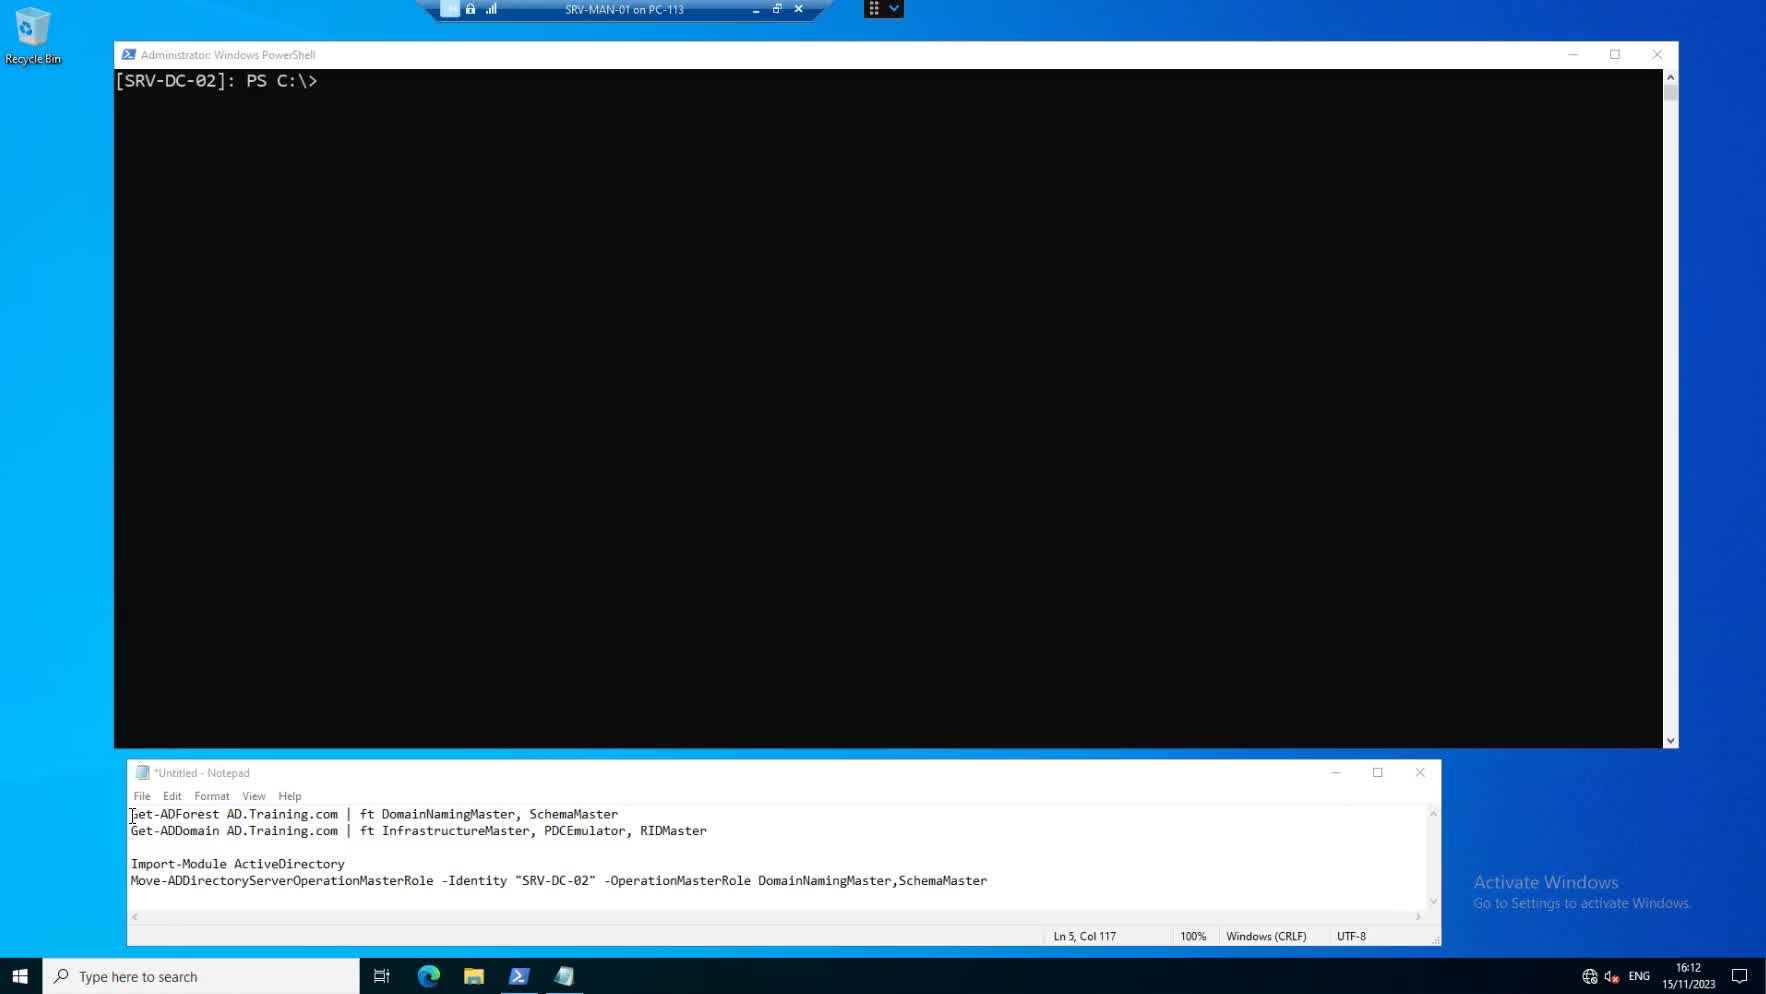 SRV-MAN-01 on PC-113
Recycle Bin
Administrator: Windows PowerShell
[SRV-DC-02]: PS C:\>
*Untitled - Notepad
File Edit Format View Help
Get-ADForest AD.Training.com | ft DomainNamingMaster, SchemaMaster
Get-ADDomain AD.Training.com | ft InfrastructureMaster, PDCEmulator, RIDMaster
Import-Module ActiveDirectory
Move-ADDirectoryServerOperationMasterRole -Identity "SRV-DC-02" -OperationMasterRole DomainNamingMaster,SchemaMaster
Ln 5, Col 117 100% Windows (CRLF) UTF-8
Activate Windows
Go to Settings to activate Windows.
Type here to search
ENG
16:12
15/11/2023